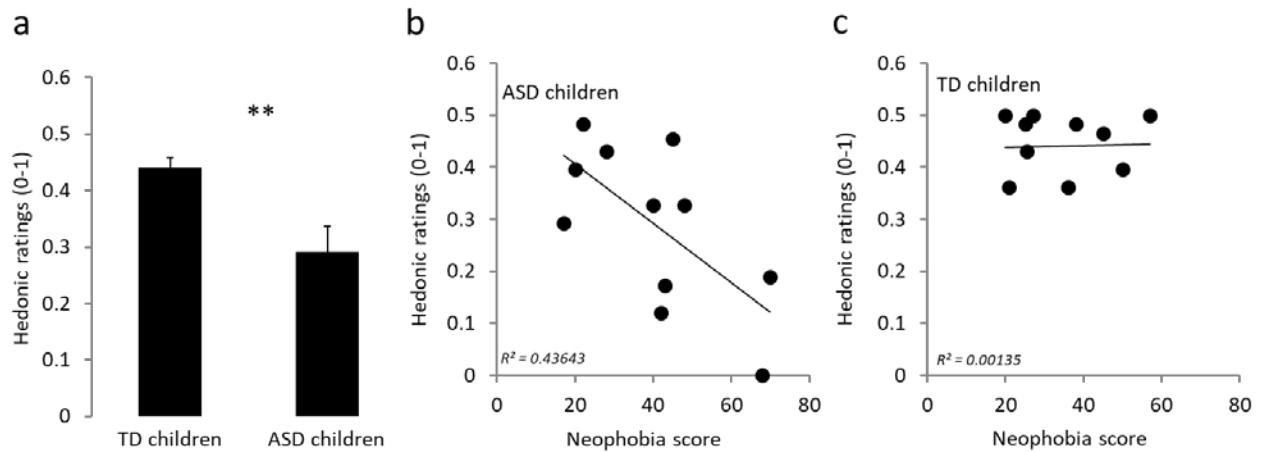 a
0.6
0.5
0.4
0.3
0.2
0.1
0
Hedonic ratings (0-1)
**
TD children
ASD children
b
0.6
0.5
0.4
0.3
0.2
0.1
0
Hedonic ratings (0-1)
ASD children
R² = 0.43643
0
20
40
60
80
Neophobia score
c
0.6
0.5
0.4
0.3
0.2
0.1
0
Hedonic ratings (0-1)
TD children
R² = 0.00135
0
20
40
60
80
Neophobia score